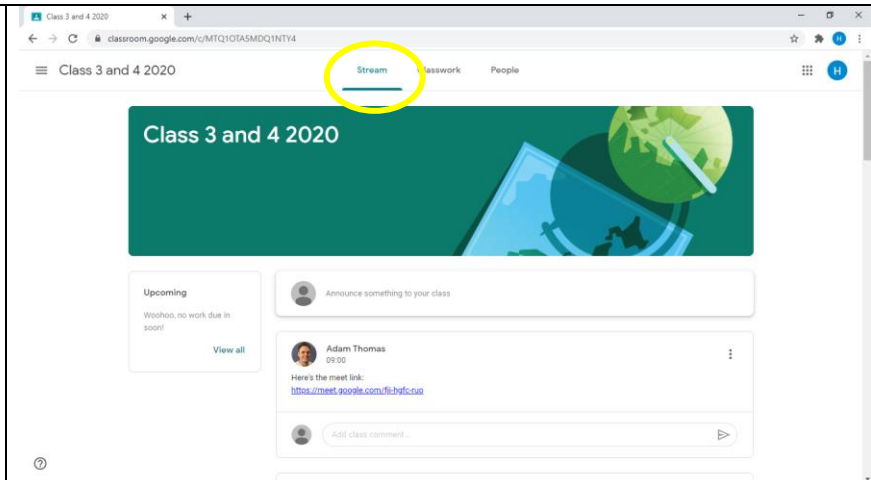 Class 3 and 4 2020
classroom.google.com/c/MTQ1OTA5MDQ1NTY4
H
Class 3 and 4 2020
Stream
Classwork
People
H
Class 3 and 4 2020
Upcoming
Woohoo, no work due in
soon!
View all
Announce something to your class
Adam Thomas
09:00
Here's the meet link:
https://meet.google.com/fii-hgfc-ruo
Add class comment...